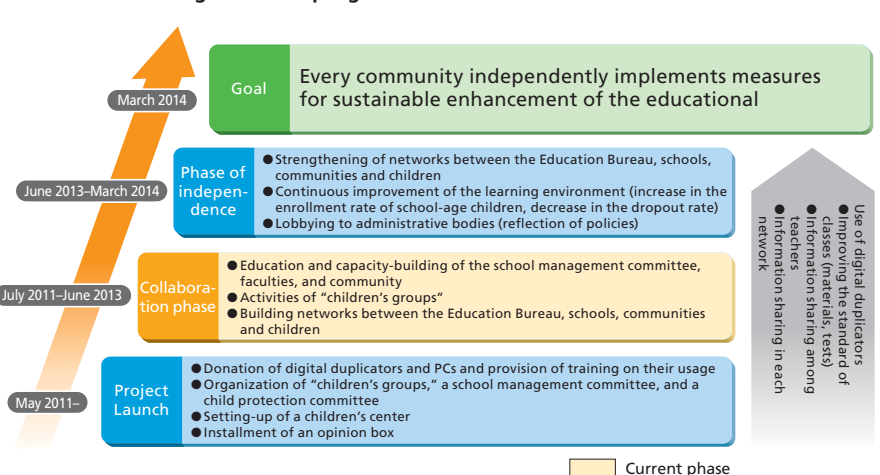 March 2014
Goal
Every community independently implements measures
for sustainable enhancement of the educational
June 2013–March 2014
Phase of
indepen-
dence
●Strengthening of networks between the Education Bureau, schools,
communities and children
●Continuous improvement of the learning environment (increase in the
enrollment rate of school-age children, decrease in the dropout rate)
●Lobbying to administrative bodies (reflection of policies)
July 2011–June 2013
Collabora-
tion phase
●Education and capacity-building of the school management committee,
faculties, and community
●Activities of “children’s groups”
●Building networks between the Education Bureau, schools, communities
and children
May 2011–
Project
Launch
●Donation of digital duplicators and PCs and provision of training on their usage
●Organization of “children’s groups,” a school management committee, and a
child protection committee
●Setting-up of a children’s center
●Installment of an opinion box
Use of digital duplicators
●Improving the standard of
classes (materials, tests)
●Information sharing among
teachers
●Information sharing in each
network
Current phase